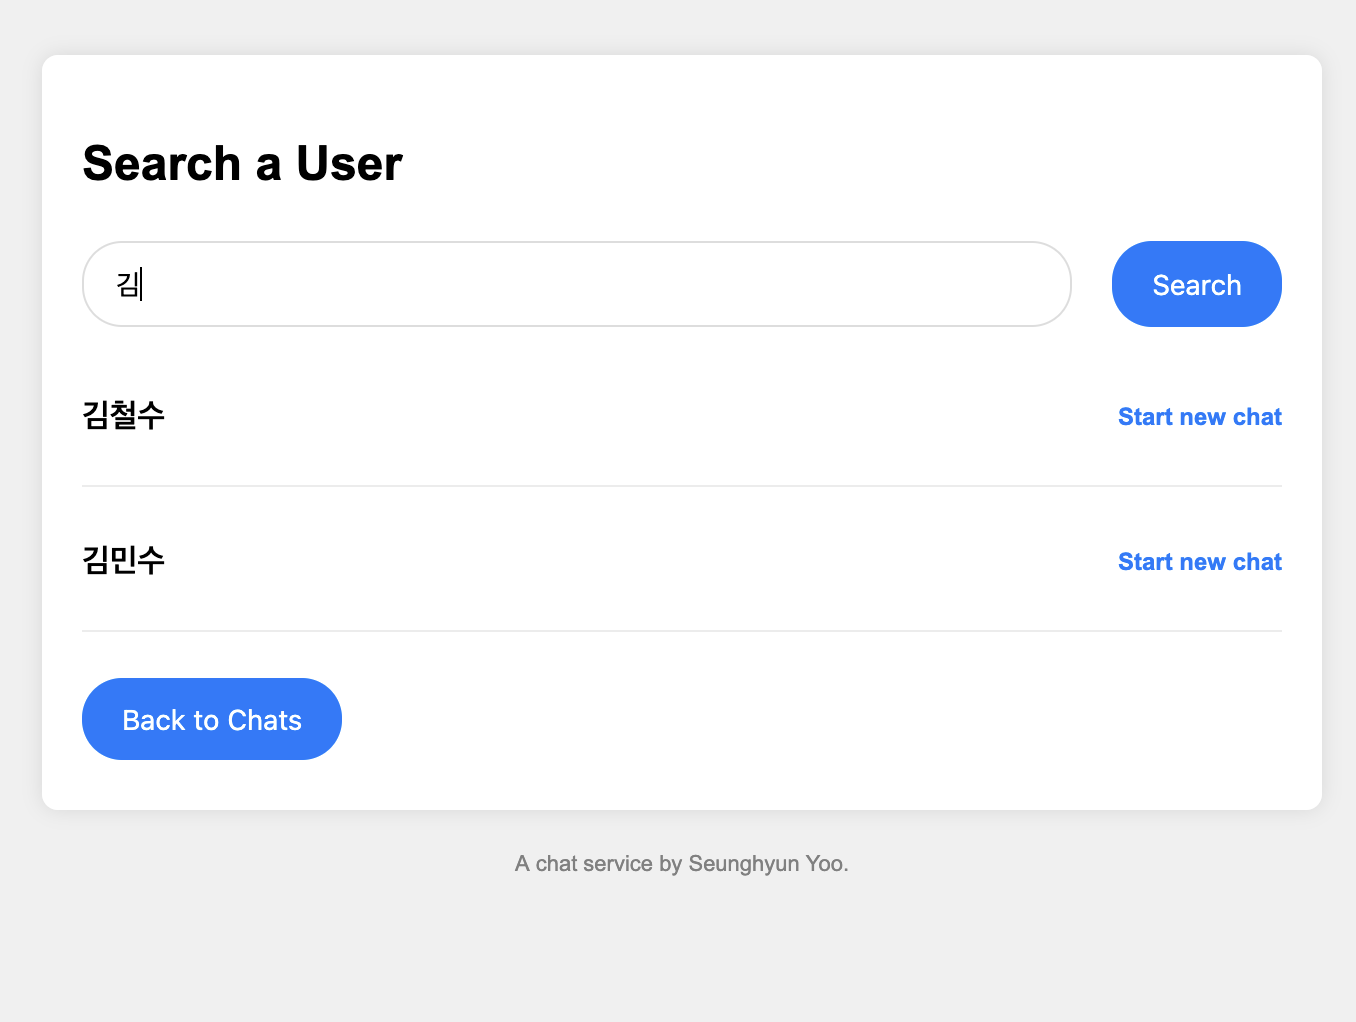 Search a User
김
Search
김철수
Start new chat
김민수
Start new chat
Back to Chats
A chat service by Seunghyun Yoo.